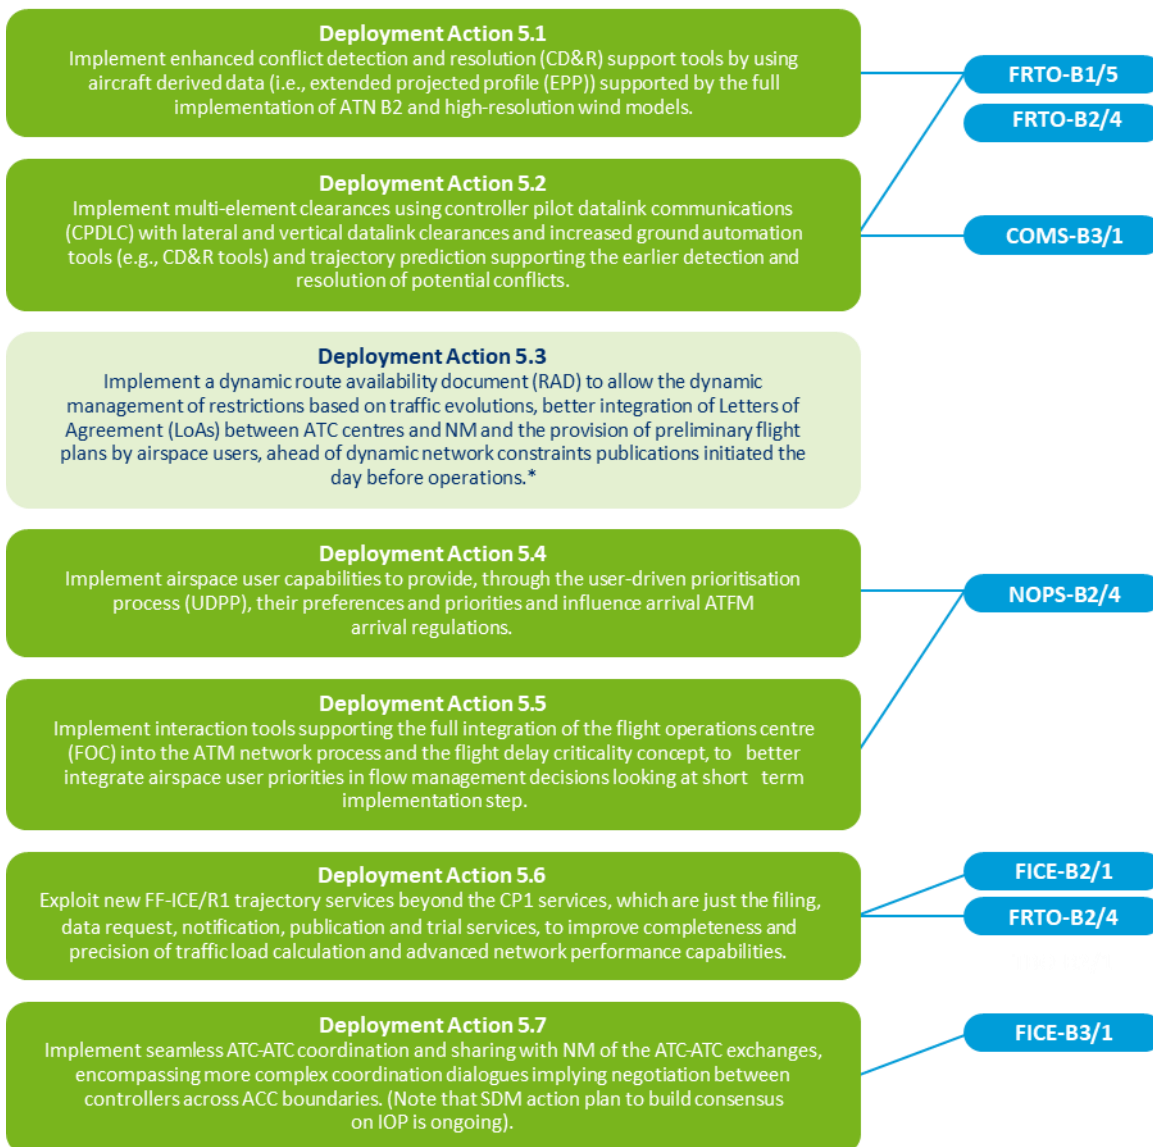 Deployment Action 5.1
Implement enhanced conflict detection and resolution (CD&R) support tools by using
aircraft derived data (i.e., extended projected profile (EPP)) supported by the full
implementation of ATN B2 and high-resolution wind models.
FRTO-B1/5
FRTO-B2/4
Deployment Action 5.2
Implement multi-element clearances using controller pilot datalink communications
(CPDLC) with lateral and vertical datalink clearances and increased ground automation
tools (e.g., CD&R tools) and trajectory prediction supporting the earlier detection and
resolution of potential conflicts.
COMS-B3/1
Deployment Action 5.3
Implement a dynamic route availability document (RAD) to allow the dynamic
management of restrictions based on traffic evolutions, better integration of Letters of
Agreement (LoAs) between ATC centres and NM and the provision of preliminary flight
plans by airspace users, ahead of dynamic network constraints publications initiated the
day before operations.*
Deployment Action 5.4
Implement airspace user capabilities to provide, through the user-driven prioritisation
process (UDPP), their preferences and priorities and influence arrival ATFM
arrival regulations.
NOPS-B2/4
Deployment Action 5.5
Implement interaction tools supporting the full integration of the flight operations centre
(FOC) into the ATM network process and the flight delay criticality concept, to better
integrate airspace user priorities in flow management decisions looking at short term
implementation step.
Deployment Action 5.6
Exploit new FF-ICE/R1 trajectory services beyond the CP1 services, which are just the filing,
data request, notification, publication and trial services, to improve completeness and
precision of traffic load calculation and advanced network performance capabilities.
FICE-B2/1
FRTO-B2/4
Deployment Action 5.7
Implement seamless ATC-ATC coordination and sharing with NM of the ATC-ATC exchanges,
encompassing more complex coordination dialogues implying negotiation between
controllers across ACC boundaries. (Note that SDM action plan to build consensus
on IOP is ongoing).
FICE-B3/1